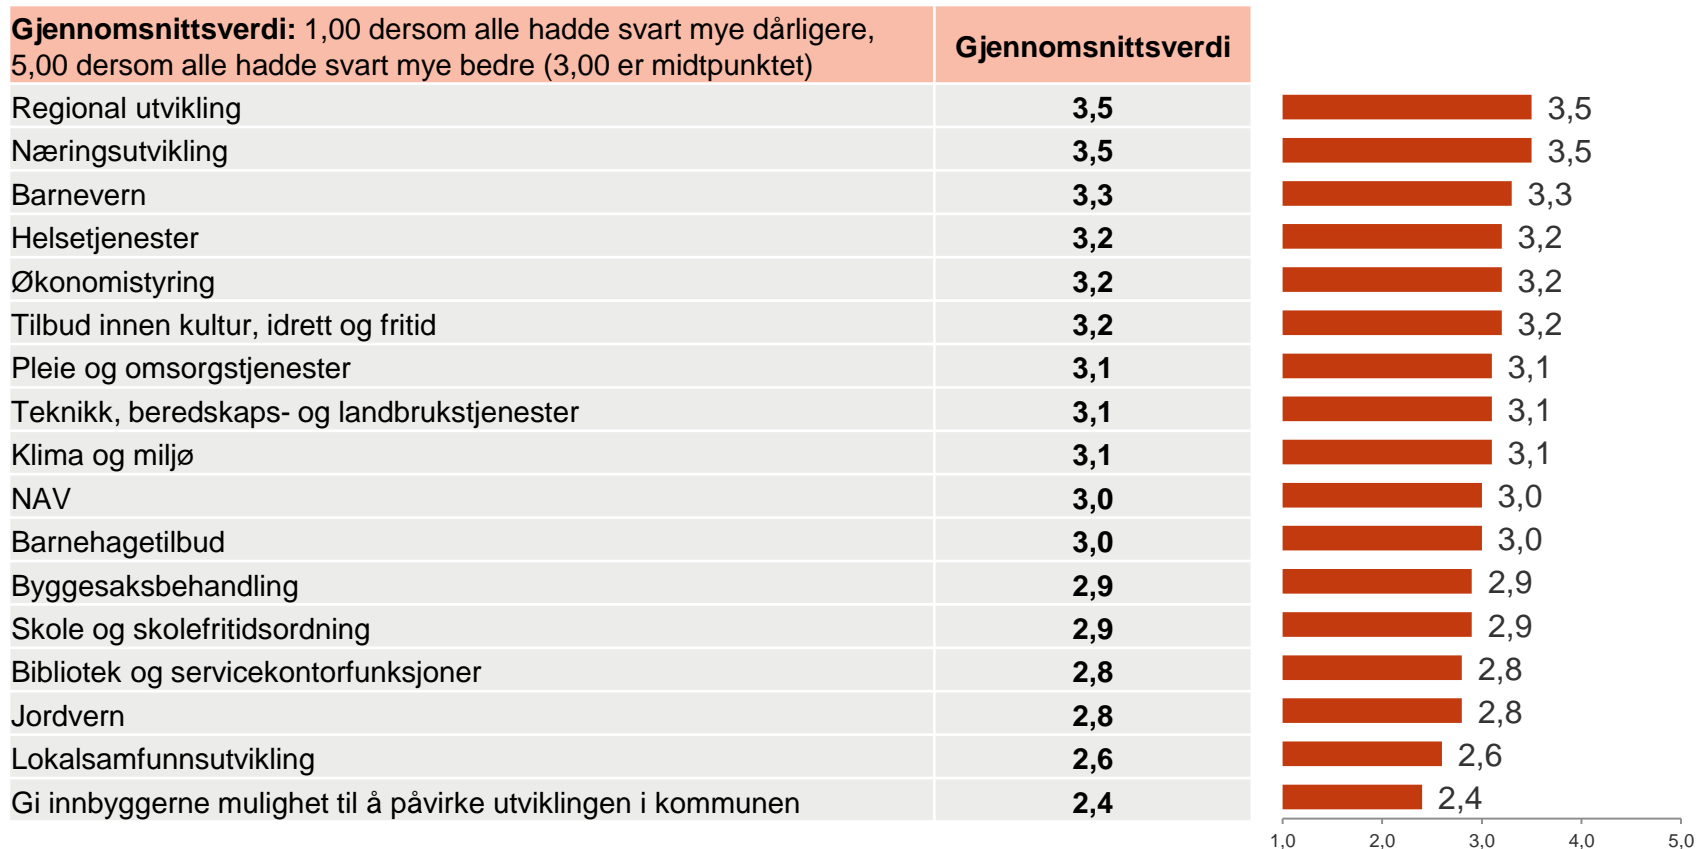 Gjennomsnittsverdi: 1,00 dersom alle hadde svart mye dårligere,
5,00 dersom alle hadde svart mye bedre (3,00 er midtpunktet)
Gjennomsnittsverdi
Regional utvikling 3,5 3,5
Næringsutvikling 3,5 3,5
Barnevern 3,3 3,3
Helsetjenester 3,2 3,2
Økonomistyring 3,2 3,2
Tilbud innen kultur, idrett og fritid 3,2 3,2
Pleie og omsorgstjenester 3,1 3,1
Teknikk, beredskaps- og landbrukstjenester 3,1 3,1
Klima og miljø 3,1 3,1
NAV 3,0 3,0
Barnehagetilbud 3,0 3,0
Byggesaksbehandling 2,9 2,9
Skole og skolefritidsordning 2,9 2,9
Bibliotek og servicekontorfunksjoner 2,8 2,8
Jordvern 2,8 2,8
Lokalsamfunnsutvikling 2,6 2,6
Gi innbyggerne mulighet til å påvirke utviklingen i kommunen 2,4 2,4
1,0 2,0 3,0 4,0 5,0